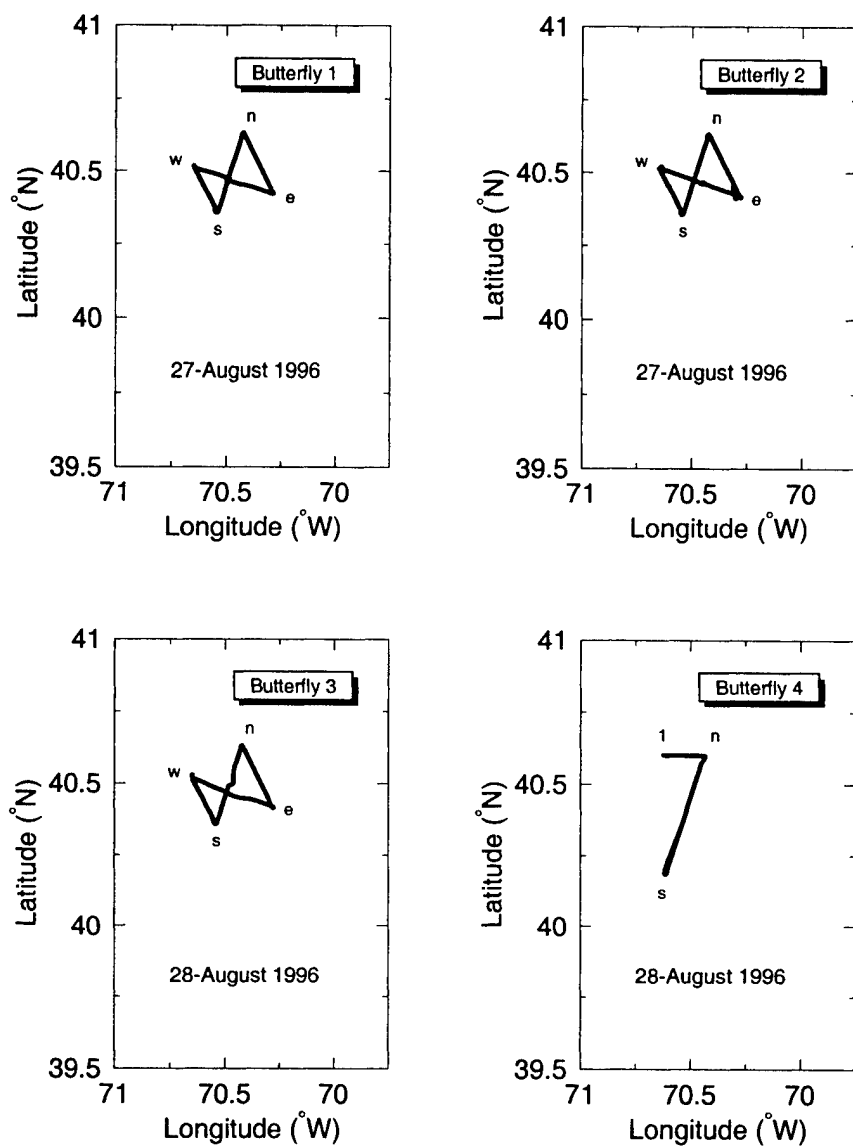 41
Butterfly 1
n
w
40.5
e
s
Latitude (°N)
40
27-August 1996
39.5
71 70.5 70
Longitude (°W)
41
Butterfly 2
n
w
40.5
e
s
Latitude (°N)
40
27-August 1996
39.5
71 70.5 70
Longitude (°W)
41
Butterfly 3
n
w
40.5
e
s
Latitude (°N)
40
28-August 1996
39.5
71 70.5 70
Longitude (°W)
41
Butterfly 4
1 n
40.5
s
Latitude (°N)
40
28-August 1996
39.5
71 70.5 70
Longitude (°W)